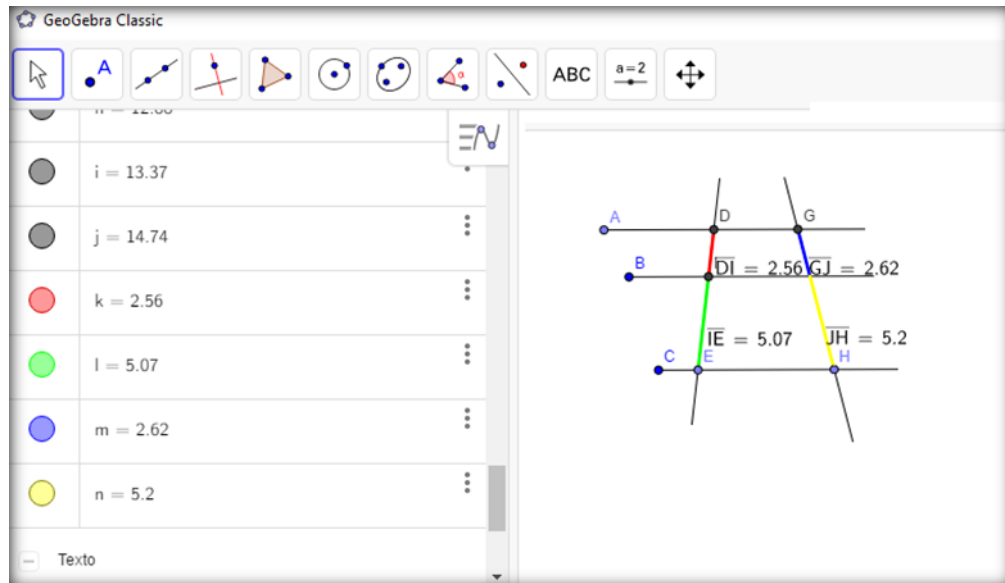 GeoGebra Classic
A
α
ABC
a=2
i = 13.37
j = 14.74
k = 2.56
l = 5.07
m = 2.62
n = 5.2
Texto
A
D
G
B
DI = 2.56
GJ = 2.62
IE = 5.07
JH = 5.2
C
E
H